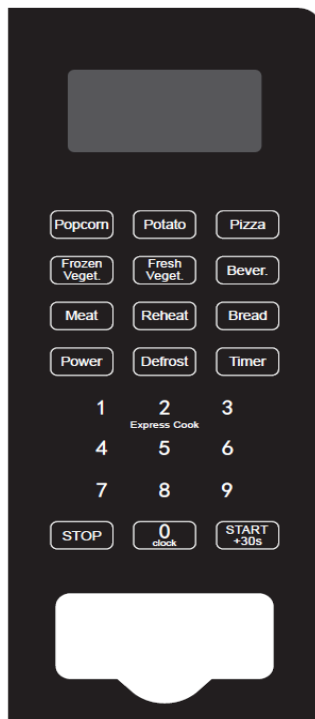 Popcorn Potato Pizza
Frozen Veget. Fresh Veget. Bever.
Meat Reheat Bread
Power Defrost Timer
1 2 3
Express Cook
4 5 6
7 8 9
STOP 0 clock START +30s